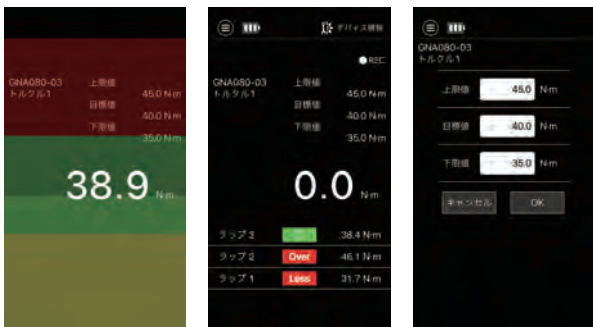 GNA080-03
トルクル1
上限値
45.0 N·m
目標値
40.0 N·m
下限値
35.0 N·m
38.9 N·m
デバイス情報
REC
GNA080-03
トルクル1
上限値
45.0 N·m
目標値
40.0 N·m
下限値
35.0 N·m
0.0 N·m
ラップ 3
38.4 N·m
ラップ 2 Over 46.1 N·m
ラップ 1 Less 31.7 N·m
GNA080-03
トルクル1
上限値 45.0 N·m
目標値 40.0 N·m
下限値 35.0 N·m
キャンセル OK